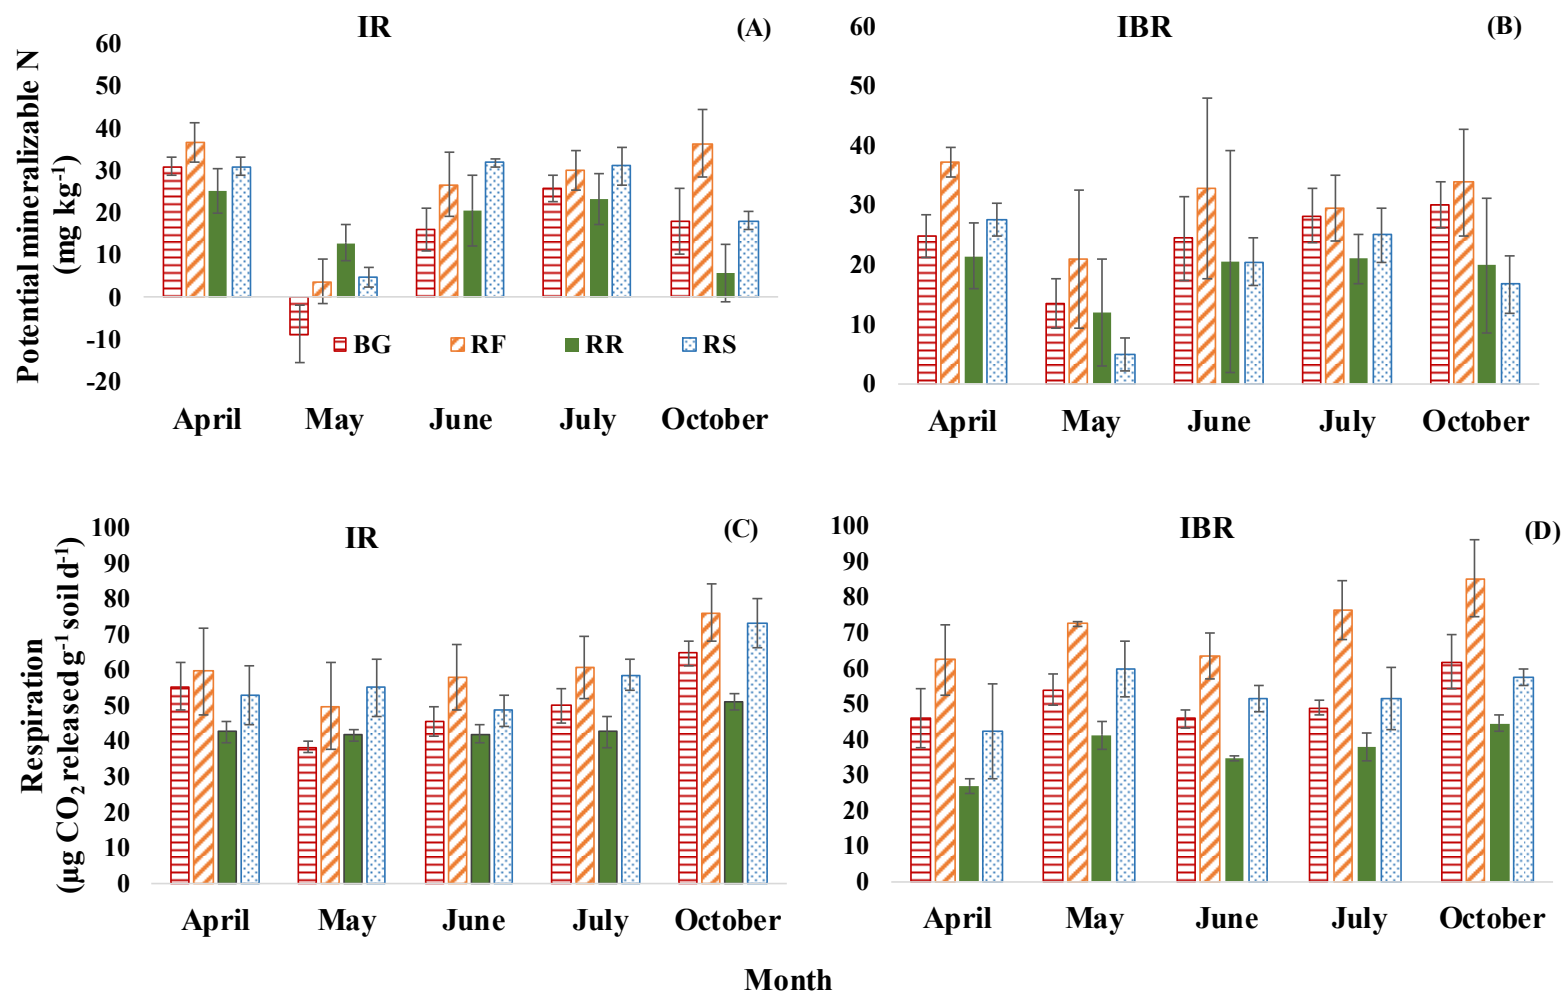 IR
(A)
Potential mineralizable N
(mg kg⁻¹)
60
50
40
30
20
10
0
-10
-20
BG RF RR RS
April May June July October
IBR
(B)
60
50
40
30
20
10
0
April May June July October
IR
(C)
Respiration
(µg CO₂ released g⁻¹ soil d⁻¹)
100
90
80
70
60
50
40
30
20
10
0
April May June July October
IBR
(D)
100
90
80
70
60
50
40
30
20
10
0
April May June July October
Month